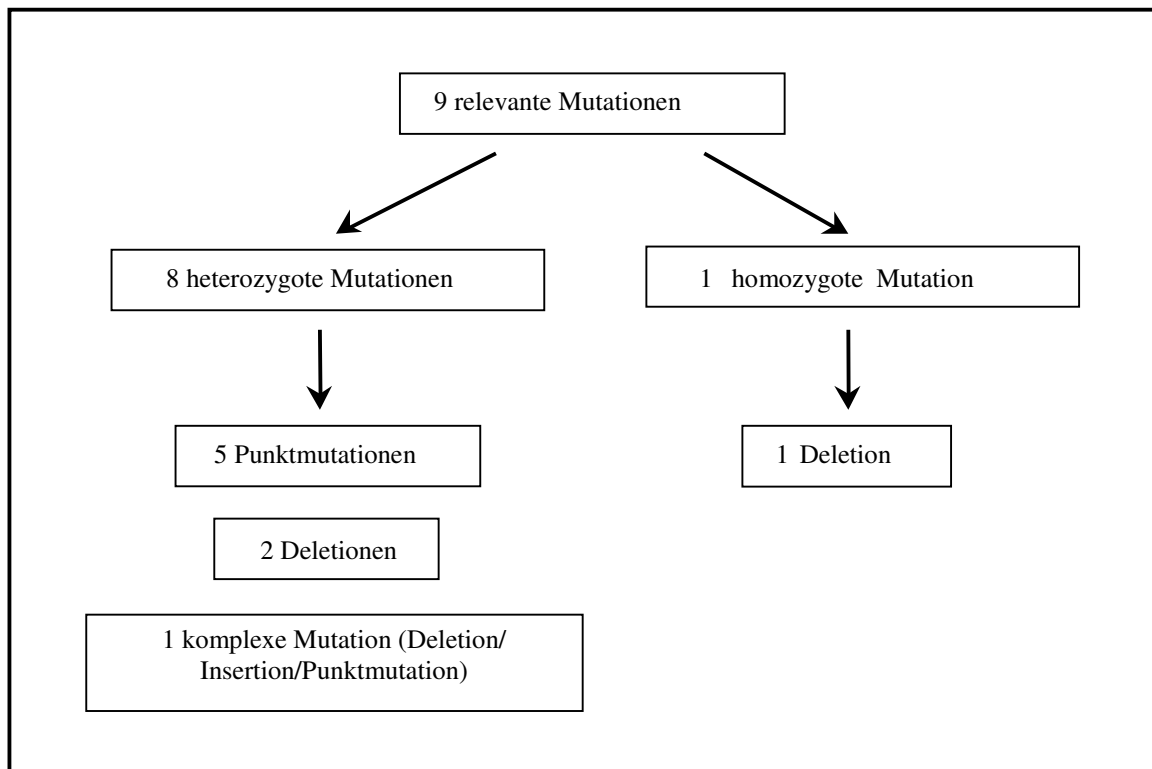 9 relevante Mutationen
8 heterozygote Mutationen
1 homozygote Mutation
5 Punktmutationen
1 Deletion
2 Deletionen
1 komplexe Mutation (Deletion/
Insertion/Punktmutation)